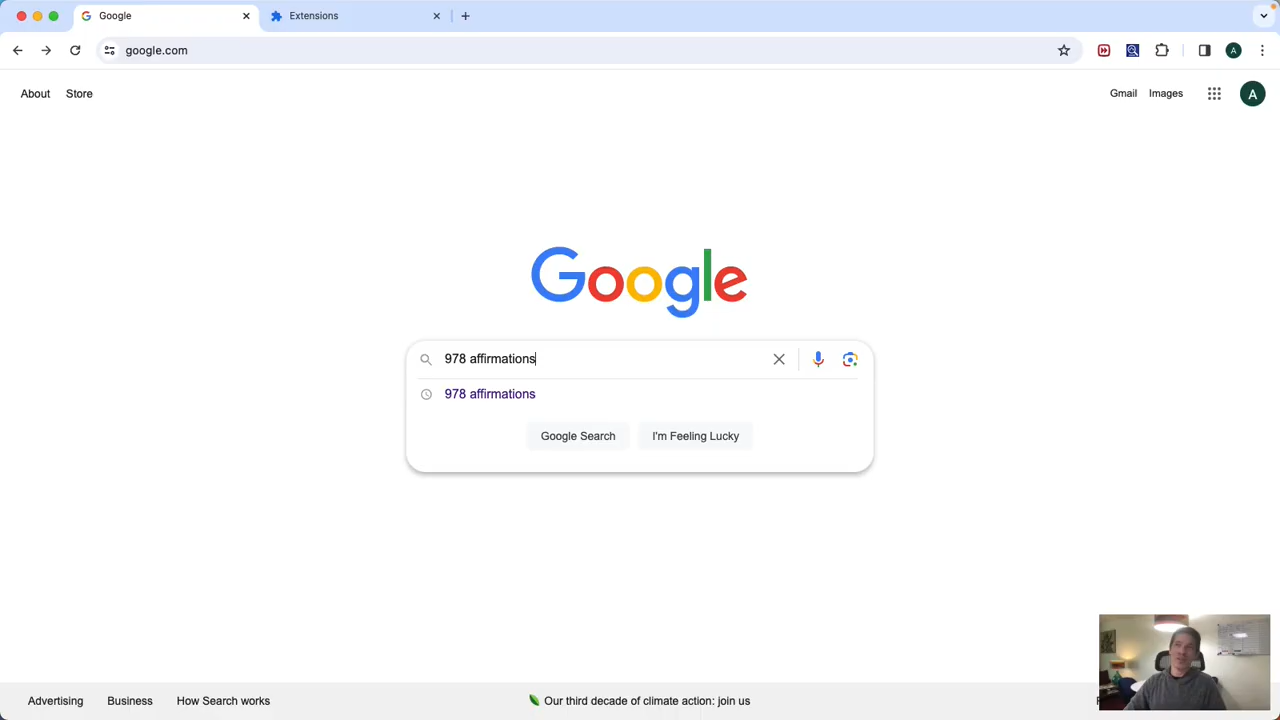 Google
Extensions
google.com
A
About
Store
Gmail
Images
A
Google
978 affirmations
978 affirmations
Google Search
I'm Feeling Lucky
Advertising
Business
How Search works
Our third decade of climate action: join us